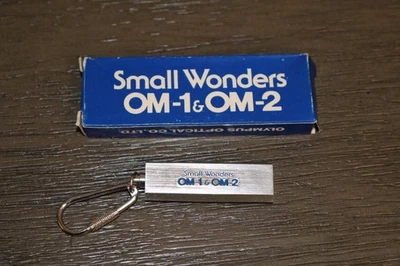 Small Wonders
OM-1 & OM-2
OLYMPUS OPTICAL CO.,LTD.
Small Wonders
OM-1 & OM-2